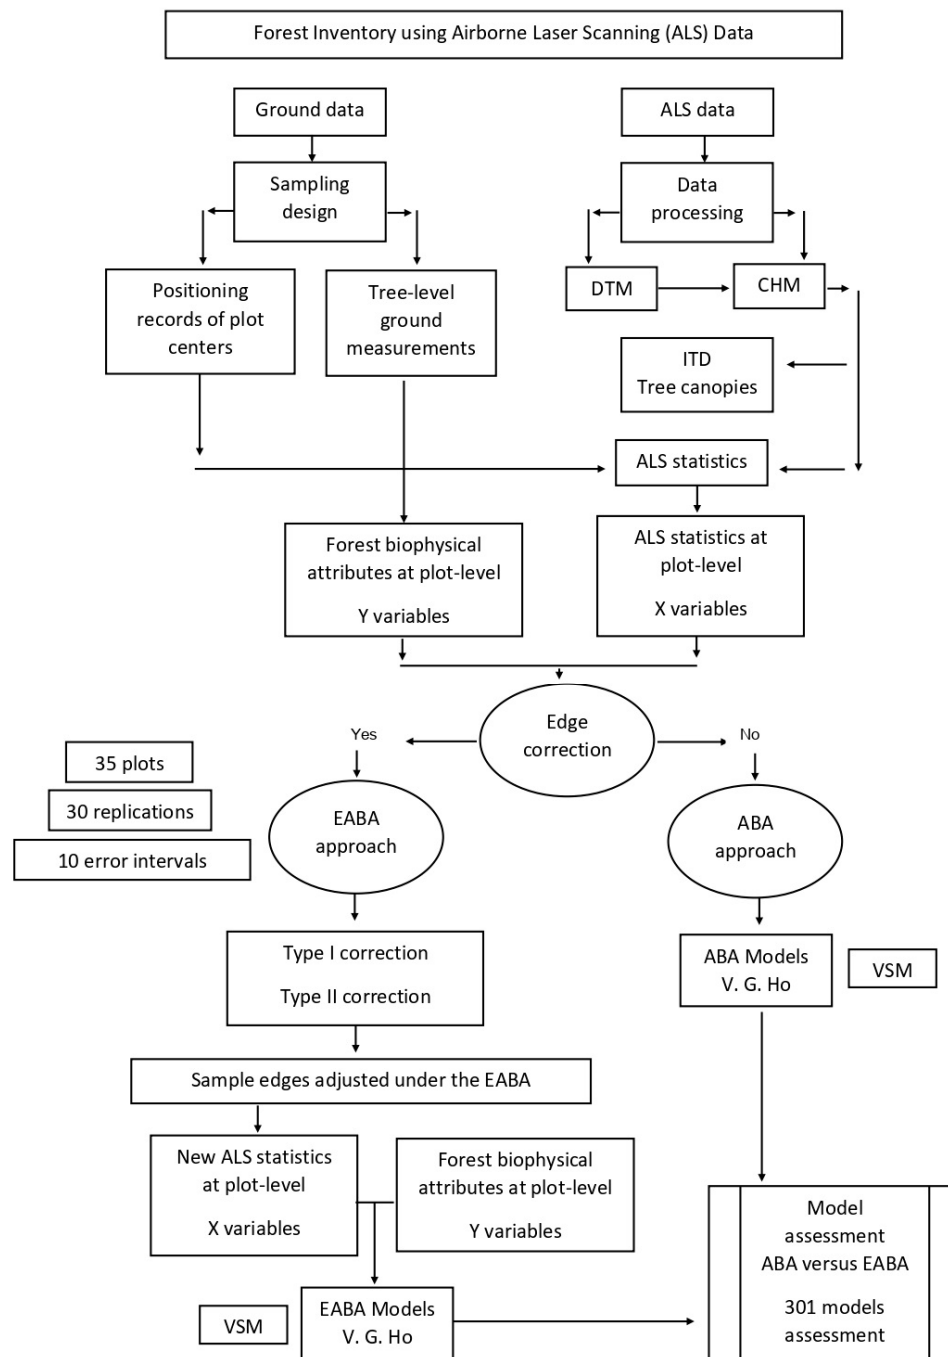 Forest Inventory using Airborne Laser Scanning (ALS) Data
Ground data
ALS data
Sampling
design
Data
processing
Positioning
records of plot
centers
Tree-level
ground
measurements
DTM
CHM
ITD
Tree canopies
ALS statistics
Forest biophysical
attributes at plot-level
Y variables
ALS statistics at
plot-level
X variables
Edge
correction
Yes
No
35 plots
30 replications
10 error intervals
EABA
approach
ABA
approach
Type I correction
Type II correction
ABA Models
V. G. Ho
VSM
Sample edges adjusted under the EABA
New ALS statistics
at plot-level
X variables
Forest biophysical
attributes at plot-level
Y variables
Model
assessment
ABA versus EABA
301 models
assessment
VSM
EABA Models
V. G. Ho